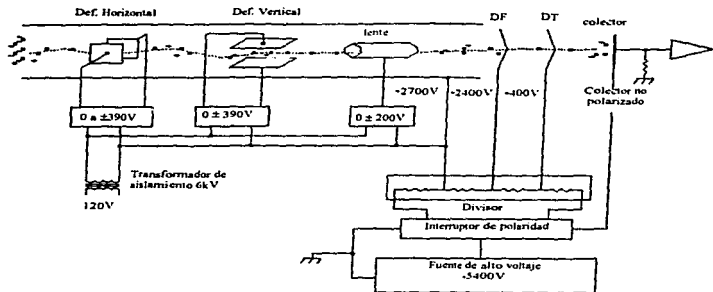 Def. Horizontal
Def. Vertical
lente
DF
DT
colector
+2700V
+2400V
+400V
Colector no
polarizado
0 a ±390V
0 ± 390V
0 ± 200V
Transformador de
aislamiento 6kV
120V
Divisor
Interruptor de polaridad
Fuente de alto voltaje
+5400V